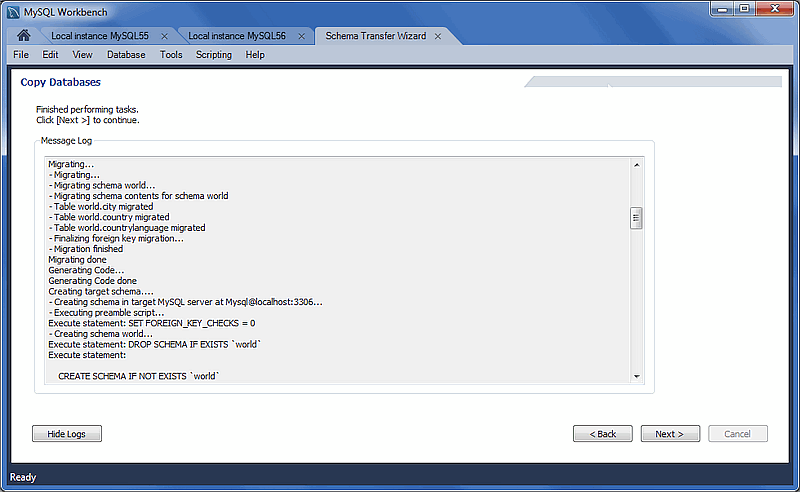 MySQL Workbench
Local instance MySQL55
Local instance MySQL56
Schema Transfer Wizard
File Edit View Database Tools Scripting Help
Copy Databases
Finished performing tasks.
Click [Next >] to continue.
Message Log
Migrating...
- Migrating...
- Migrating schema world...
- Migrating schema contents for schema world
- Table world.city migrated
- Table world.country migrated
- Table world.countrylanguage migrated
- Finalizing foreign key migration...
- Migration finished
Migrating done
Generating Code...
Generating Code done
Creating target schema....
- Creating schema in target MySQL server at Mysql@localhost:3306...
- Executing preamble script...
Execute statement: SET FOREIGN_KEY_CHECKS = 0
- Creating schema world...
Execute statement: DROP SCHEMA IF EXISTS `world`
Execute statement:
CREATE SCHEMA IF NOT EXISTS `world`
Hide Logs
< Back
Next >
Cancel
Ready